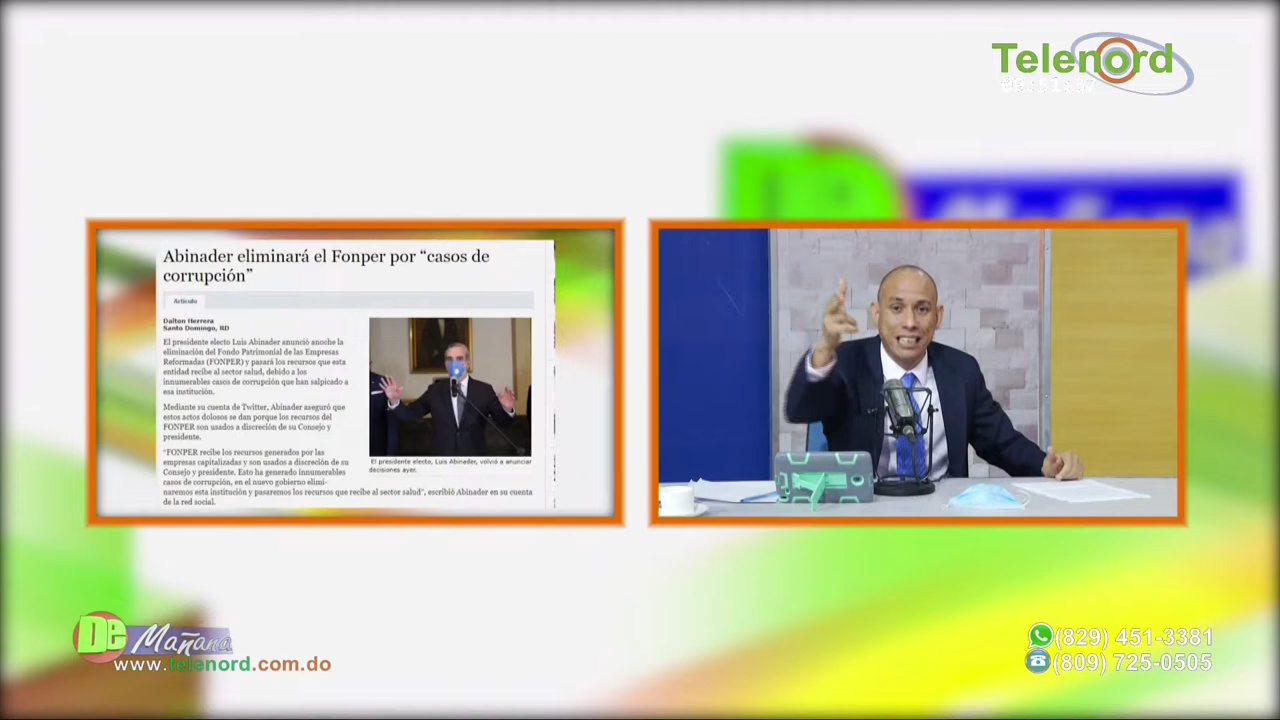 Telenord
Abinader eliminará el Fonper por “casos de
corrupción”
Artículo
Dalton Herrera
Santo Domingo, RD
El presidente electo Luis Abinader anunció anoche la
eliminación del Fondo Patrimonial de las Empresas
Reformadas (FONPER) y pasará los recursos que esta
entidad recibe al sector salud, debido a los
innumerables casos de corrupción que han salpicado a
esa institución.
Mediante su cuenta de Twitter, Abinader aseguró que
estos actos dolosos se dan porque los recursos del
FONPER son usados a discreción de su Consejo y
presidente.
“FONPER recibe los recursos generados por las
empresas capitalizadas y son usados a discreción de su
Consejo y presidente. Esto ha generado innumerables
casos de corrupción, en el nuevo gobierno elimi-
naremos esta institución y pasaremos los recursos que recibe al sector salud”, escribió Abinader en su cuenta
de la red social.
El presidente electo, Luis Abinader, volvió a anunciar
decisiones ayer.
De Mañana
www.telenord.com.do
(829) 451-3381
(809) 725-0505